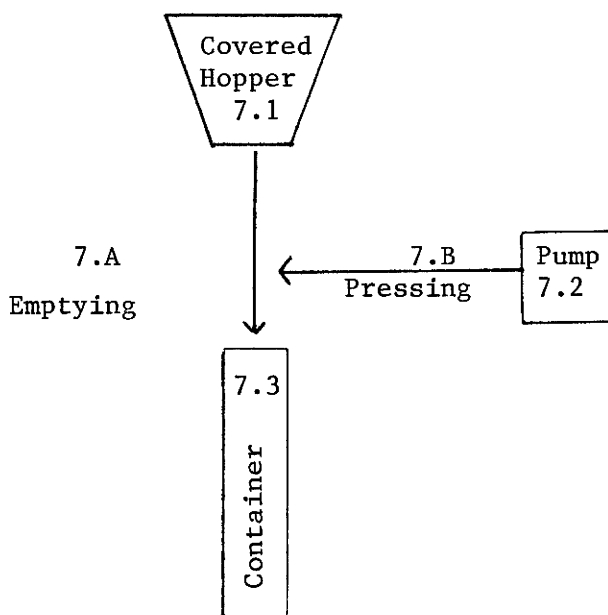 Covered
Hopper
7.1
7.A
Emptying
7.B
Pressing
Pump
7.2
7.3
Container